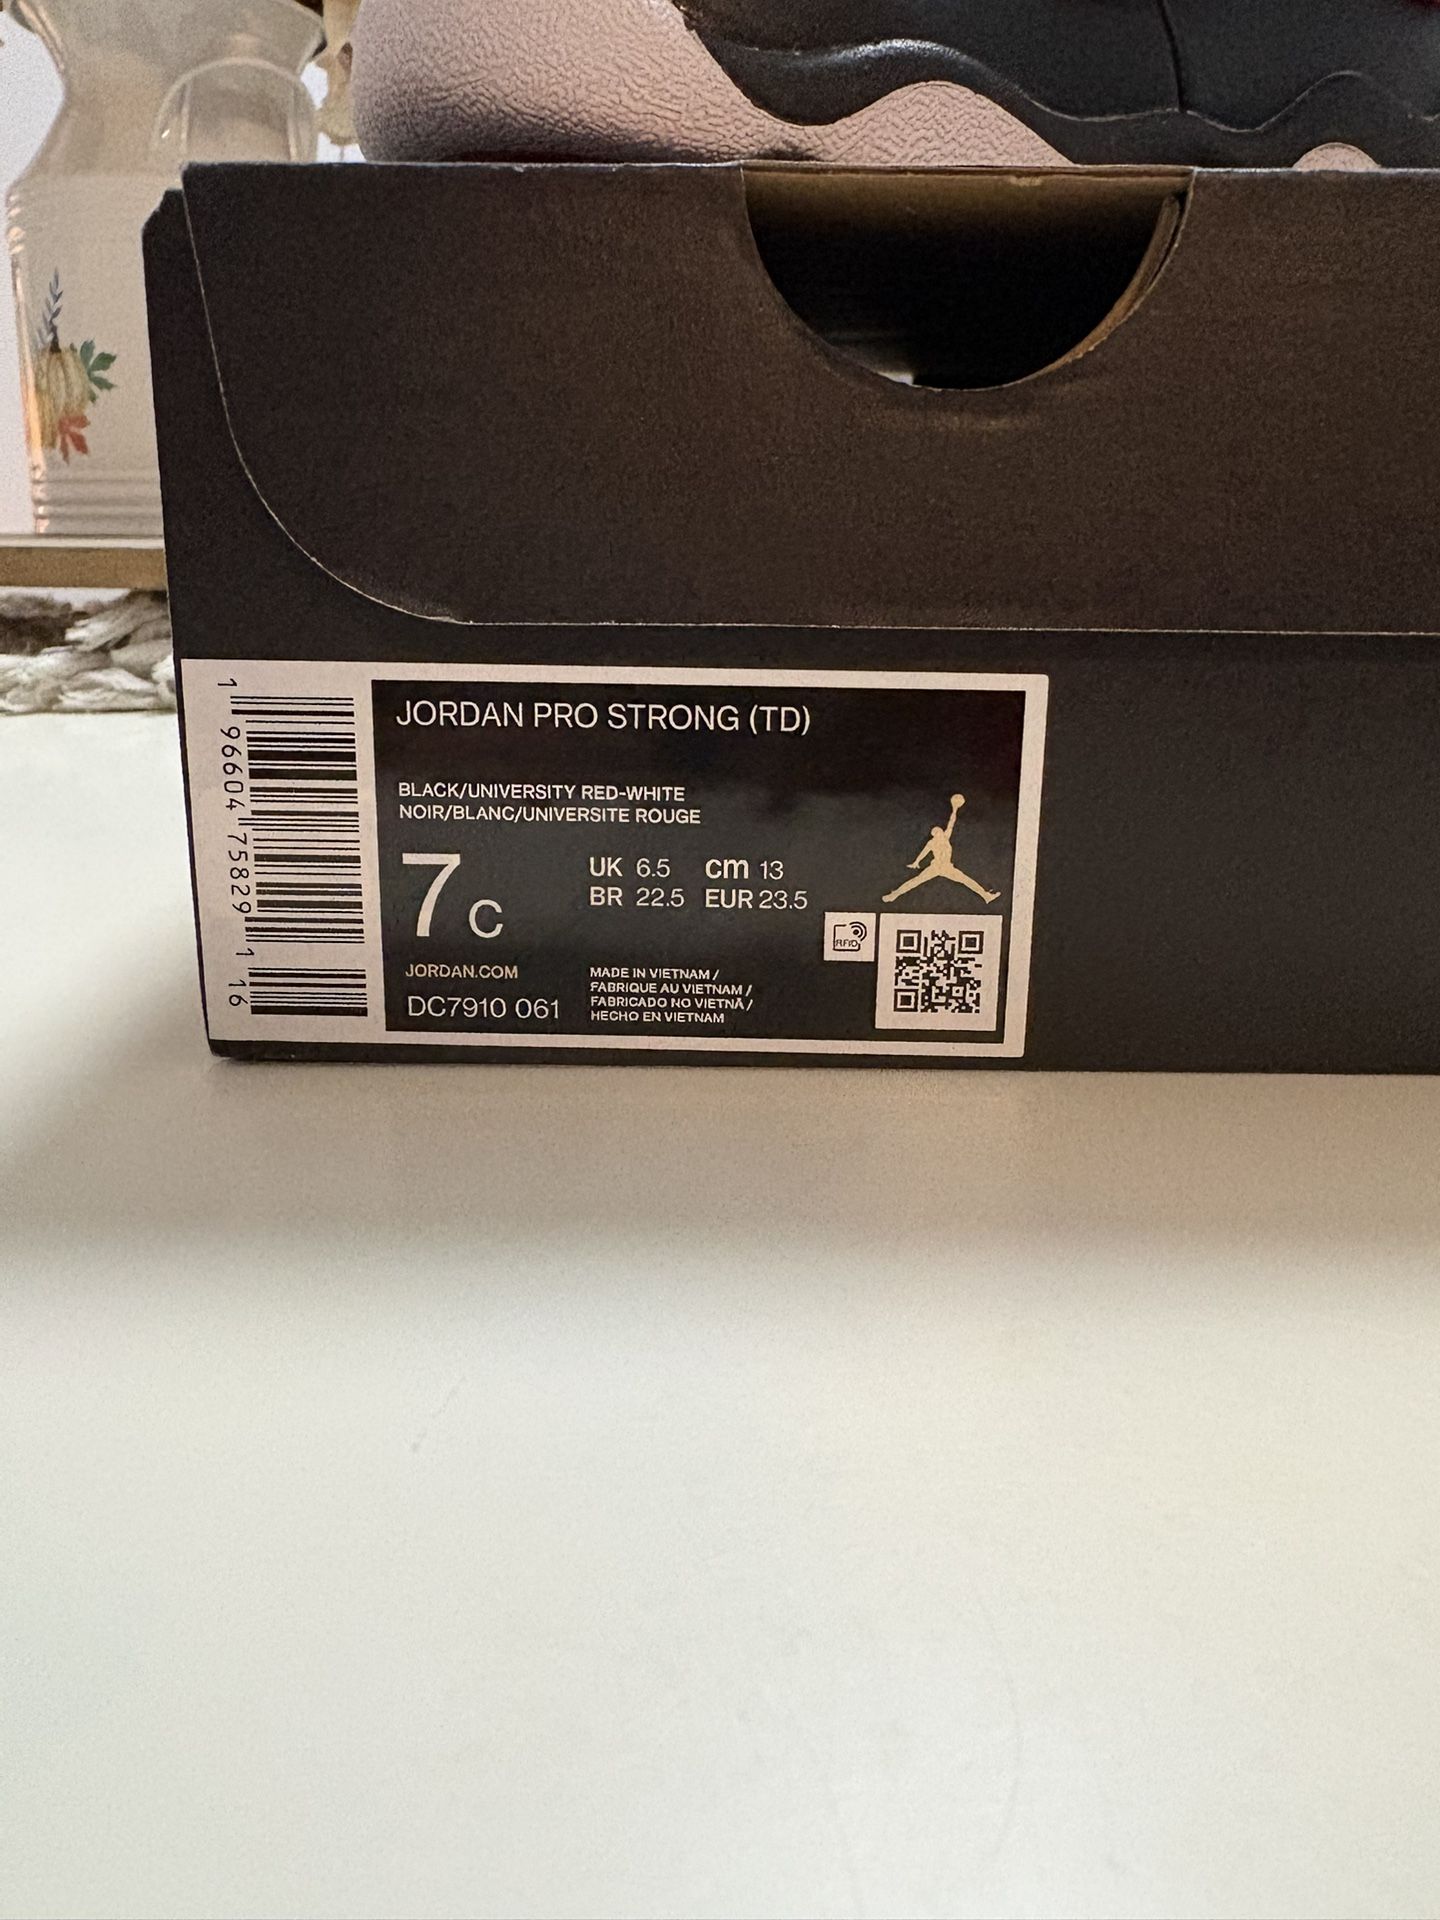 JORDAN PRO STRONG (TD)
BLACK/UNIVERSITY RED-WHITE
NOIR/BLANC/UNIVERSITE ROUGE
7c
UK 6.5 cm 13
BR 22.5 EUR 23.5
RFID
JORDAN.COM
DC7910 061
MADE IN VIETNAM /
FABRIQUE AU VIETNAM /
FABRICADO NO VIETNÃ /
HECHO EN VIETNAM
1 96604 75829 1 16